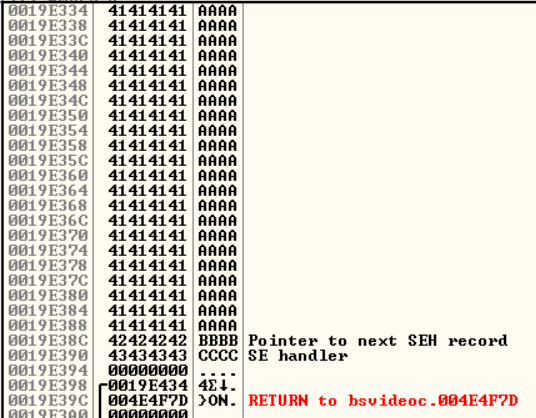 0019E334 41414141 AAAA
0019E338 41414141 AAAA
0019E33C 41414141 AAAA
0019E340 41414141 AAAA
0019E344 41414141 AAAA
0019E348 41414141 AAAA
0019E34C 41414141 AAAA
0019E350 41414141 AAAA
0019E354 41414141 AAAA
0019E358 41414141 AAAA
0019E35C 41414141 AAAA
0019E360 41414141 AAAA
0019E364 41414141 AAAA
0019E368 41414141 AAAA
0019E36C 41414141 AAAA
0019E370 41414141 AAAA
0019E374 41414141 AAAA
0019E378 41414141 AAAA
0019E37C 41414141 AAAA
0019E380 41414141 AAAA
0019E384 41414141 AAAA
0019E388 41414141 AAAA
0019E38C 42424242 BBBB Pointer to next SEH record
0019E390 43434343 CCCC SE handler
0019E394 00000000 ....
0019E398 0019E434 4Σ↓.
0019E39C 004E4F7D }ON. RETURN to bsvideoc.004E4F7D
0019E3A0 00000000